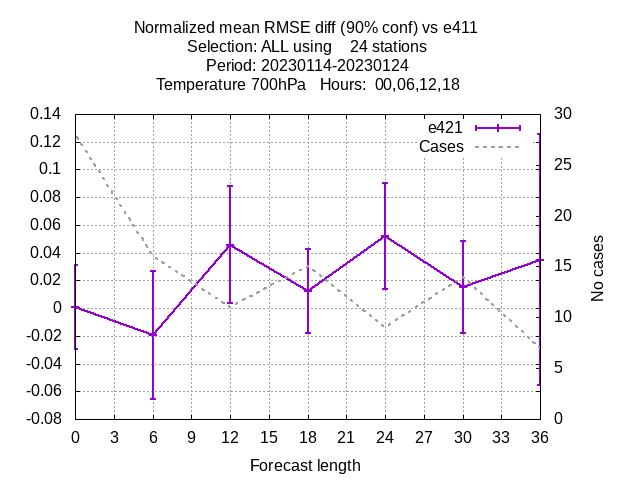 Normalized mean RMSE diff (90% conf) vs e411
Selection: ALL using    24 stations
Period: 20230114-20230124
Temperature 700hPa   Hours:  00,06,12,18
0.14
0.12
0.1
0.08
0.06
0.04
0.02
0
-0.02
-0.04
-0.06
-0.08
e421
Cases
30
25
20
15
10
5
0
No cases
0 3 6 9 12 15 18 21 24 27 30 33 36
Forecast length